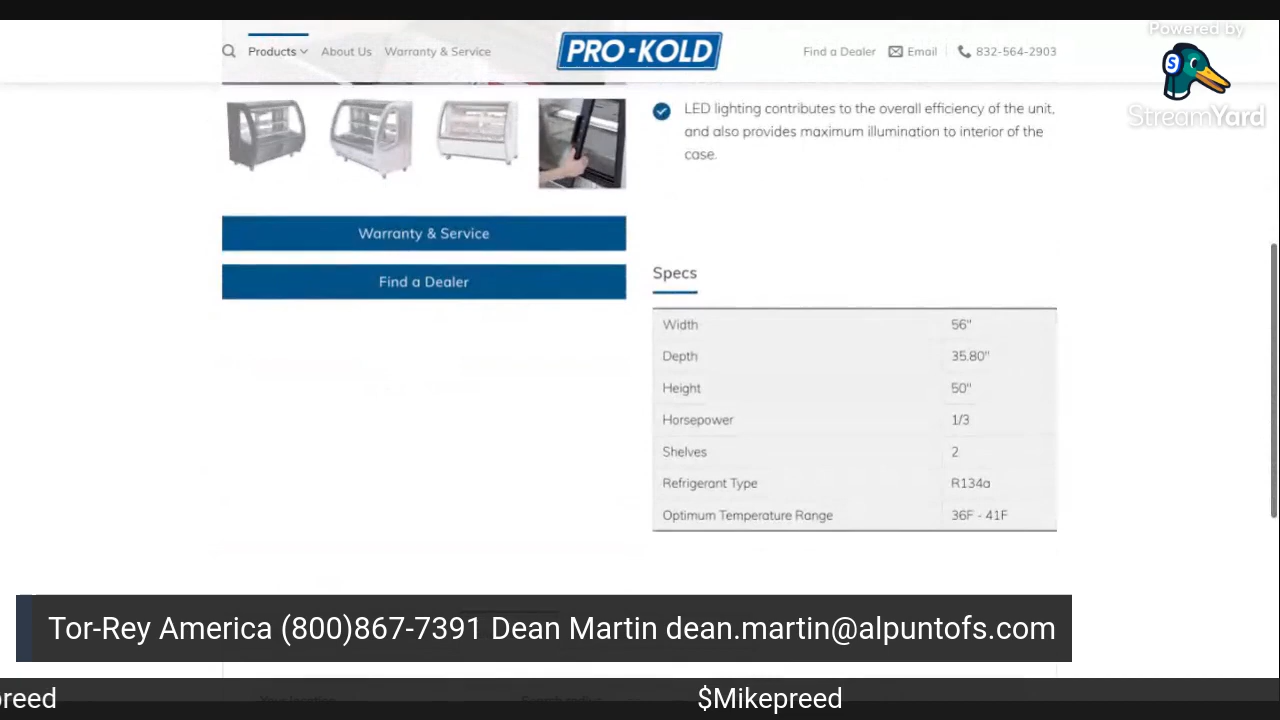 Powered by
StreamYard
Products
About Us
Warranty & Service
PRO-KOLD
Find a Dealer
Email
832-564-2903
LED lighting contributes to the overall efficiency of the unit,
and also provides maximum illumination to interior of the
case.
Warranty & Service
Find a Dealer
Specs
Width 56"
Depth 35.80"
Height 50"
Horsepower 1/3
Shelves 2
Refrigerant Type R134a
Optimum Temperature Range 36F - 41F
Tor-Rey America (800)867-7391 Dean Martin dean.martin@alpuntofs.com
preed
$Mikepreed